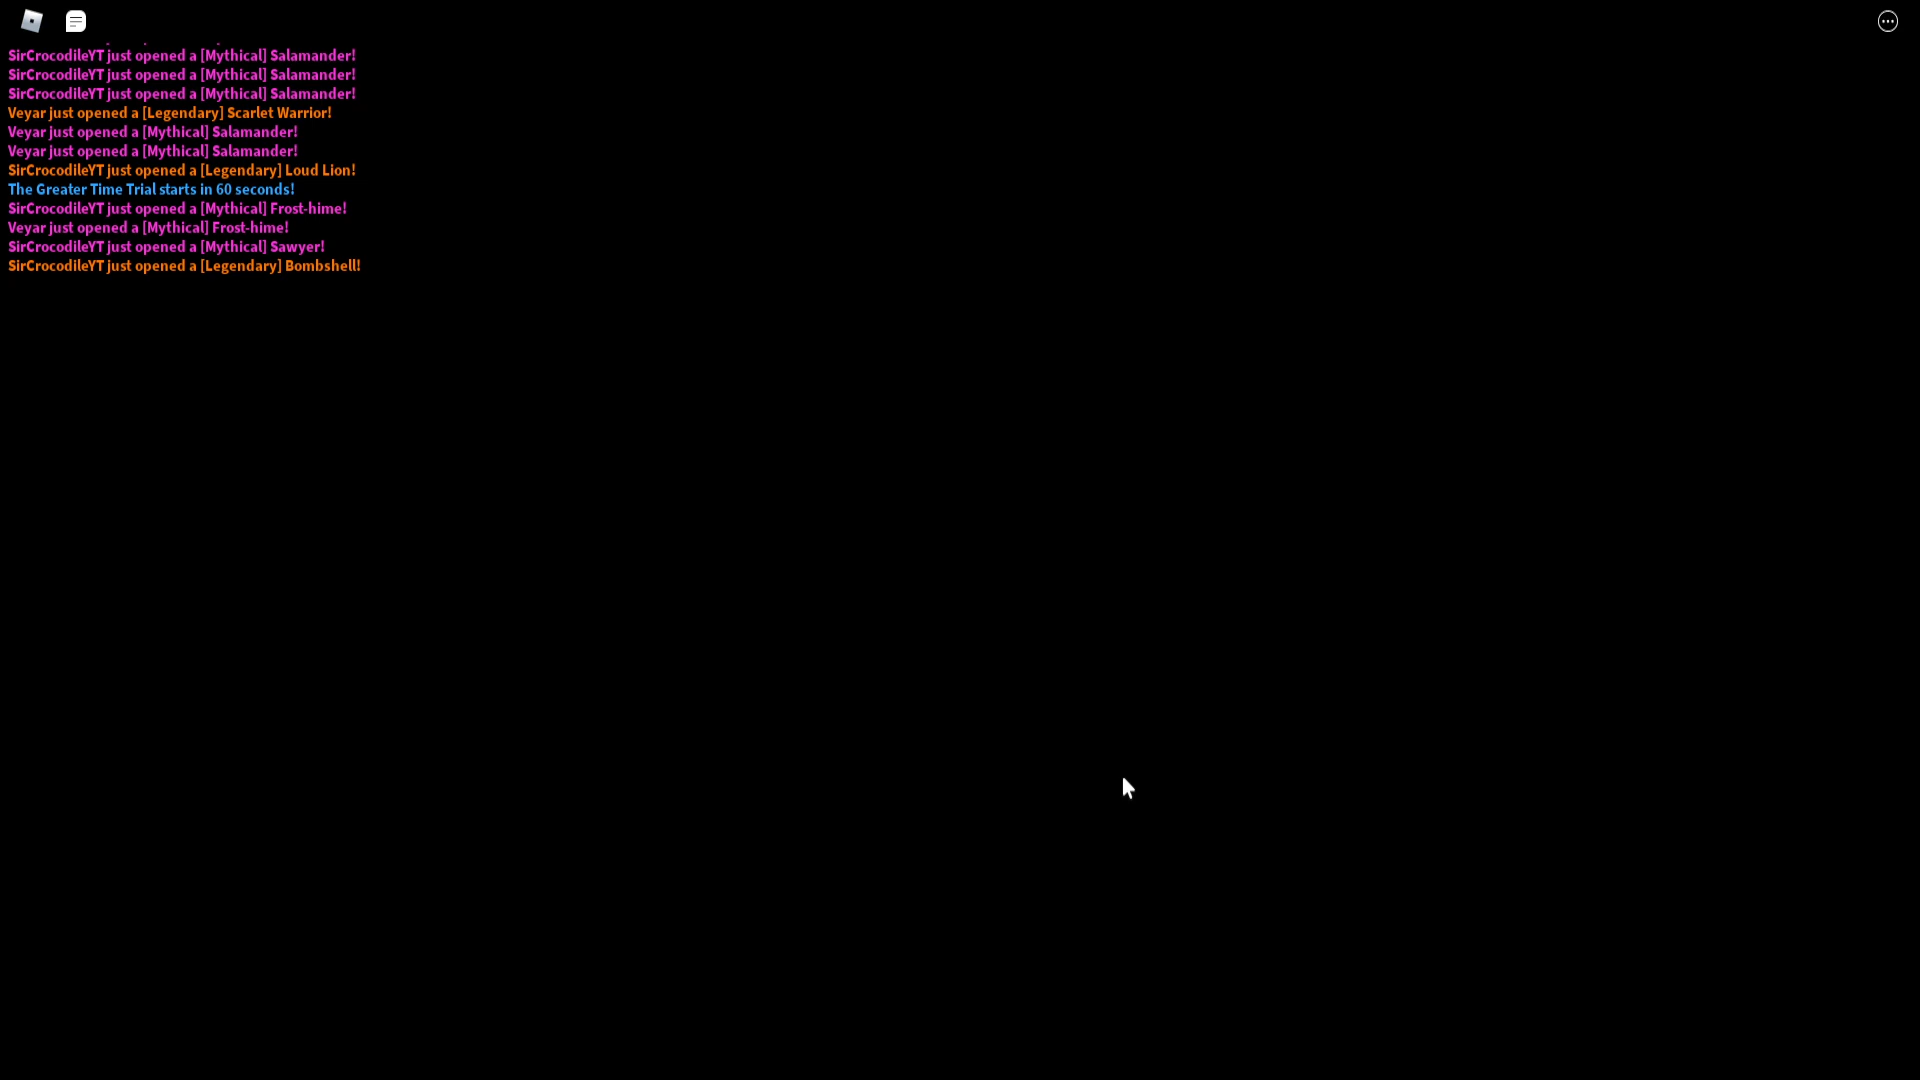 SirCrocodileYT just opened a [Mythical] Salamander!
SirCrocodileYT just opened a [Mythical] Salamander!
SirCrocodileYT just opened a [Mythical] Salamander!
Veyar just opened a [Legendary] Scarlet Warrior!
Veyar just opened a [Mythical] Salamander!
Veyar just opened a [Mythical] Salamander!
SirCrocodileYT just opened a [Legendary] Loud Lion!
The Greater Time Trial starts in 60 seconds!
SirCrocodileYT just opened a [Mythical] Frost-hime!
Veyar just opened a [Mythical] Frost-hime!
SirCrocodileYT just opened a [Mythical] Sawyer!
SirCrocodileYT just opened a [Legendary] Bombshell!